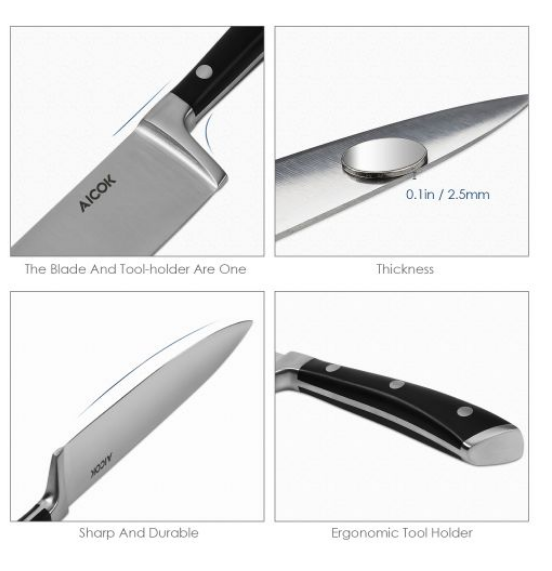 AICOK
0.1in / 2.5mm
The Blade And Tool-holder Are One
Thickness
AICOK
Sharp And Durable
Ergonomic Tool Holder